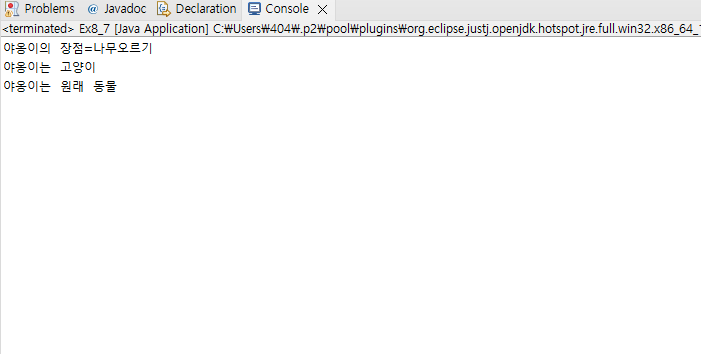 Problems @ Javadoc Declaration Console
<terminated> Ex8_7 [Java Application] C:₩Users₩404₩.p2₩pool₩plugins₩org.eclipse.justj.openjdk.hotspot.jre.full.win32.x86_64_
야옹이의 장점=나무오르기
야옹이는 고양이
야옹이는 원래 동물